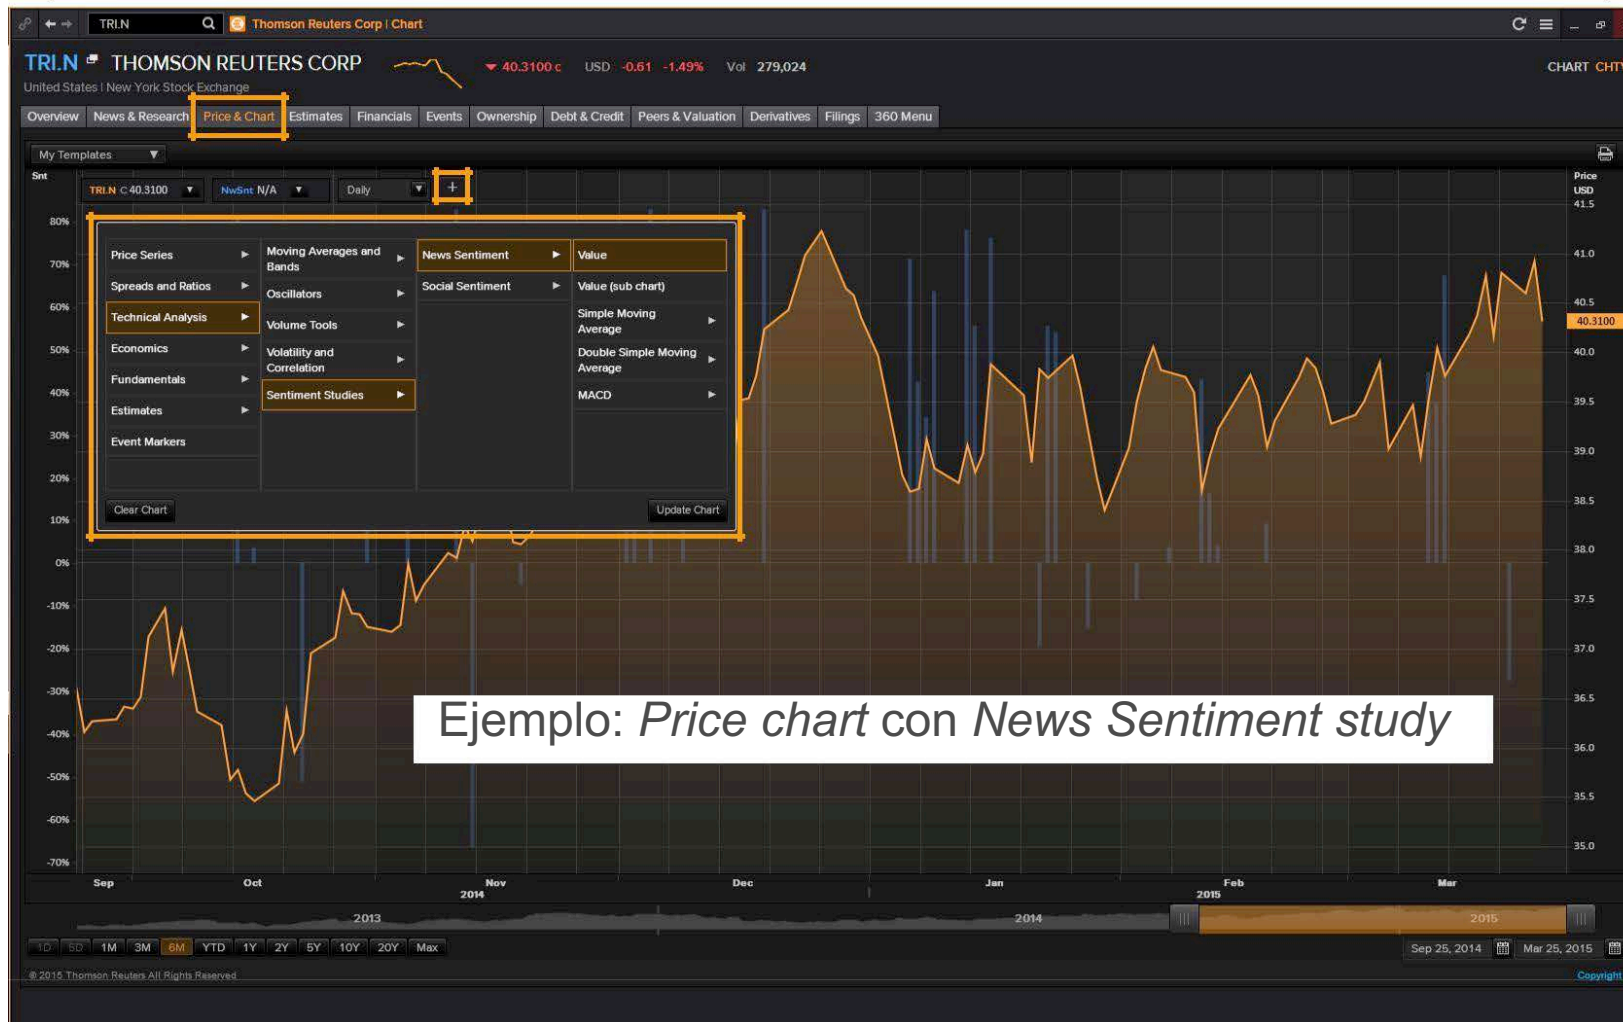 TRI.N
Thomson Reuters Corp | Chart
TRI.N THOMSON REUTERS CORP 40.3100 c USD -0.61 -1.49% Vol 279,024
CHART
United States | New York Stock Exchange
Overview News & Research Price & Chart Estimates Financials Events Ownership Debt & Credit Peers & Valuation Derivatives Filings 360 Menu
My Templates
Snt
Price
USD
TRI.N C 40.3100 NwSnt N/A Daily +
80%
70%
60%
50%
40%
30%
20%
10%
0%
-10%
-20%
-30%
-40%
-50%
-60%
-70%
Price Series
Spreads and Ratios
Technical Analysis
Economics
Fundamentals
Estimates
Event Markers
Moving Averages and
Bands
Oscillators
Volume Tools
Volatility and
Correlation
Sentiment Studies
News Sentiment
Social Sentiment
Value
Value (sub chart)
Simple Moving
Average
Double Simple Moving
Average
MACD
Clear Chart
Update Chart
41.5
41.0
40.5
40.3100
40.0
39.5
39.0
38.5
38.0
37.5
37.0
36.5
36.0
35.5
35.0
Ejemplo: Price chart con News Sentiment study
Sep Oct Nov Dec Jan Feb Mar
2014 2015
2013 2014 2015
1D 5D 1M 3M 6M YTD 1Y 2Y 5Y 10Y 20Y Max
Sep 25, 2014 Mar 25, 2015
© 2015 Thomson Reuters All Rights Reserved
Copyright